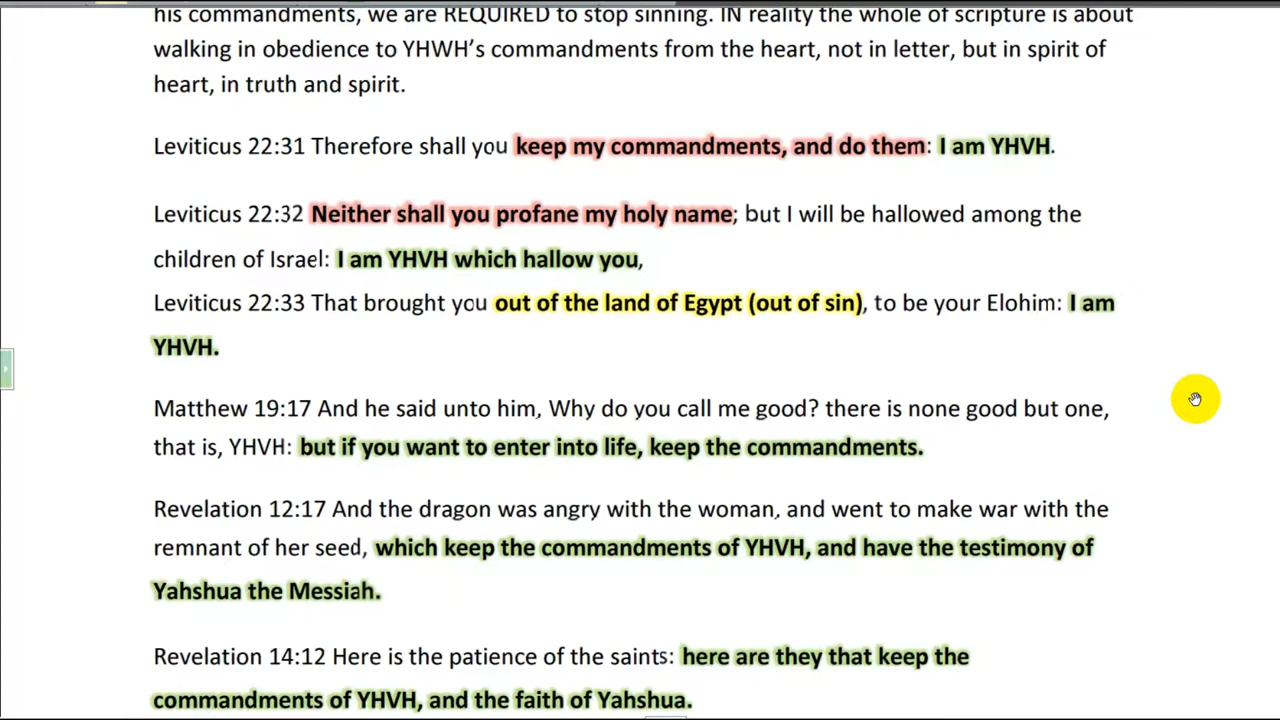 his commandments, we are REQUIRED to stop sinning. IN reality the whole of scripture is about
walking in obedience to YHWH’s commandments from the heart, not in letter, but in spirit of
heart, in truth and spirit.
Leviticus 22:31 Therefore shall you keep my commandments, and do them: I am YHVH.
Leviticus 22:32 Neither shall you profane my holy name; but I will be hallowed among the
children of Israel: I am YHVH which hallow you,
Leviticus 22:33 That brought you out of the land of Egypt (out of sin), to be your Elohim: I am
YHVH.
Matthew 19:17 And he said unto him, Why do you call me good? there is none good but one,
that is, YHVH: but if you want to enter into life, keep the commandments.
Revelation 12:17 And the dragon was angry with the woman, and went to make war with the
remnant of her seed, which keep the commandments of YHVH, and have the testimony of
Yahshua the Messiah.
Revelation 14:12 Here is the patience of the saints: here are they that keep the
commandments of YHVH, and the faith of Yahshua.